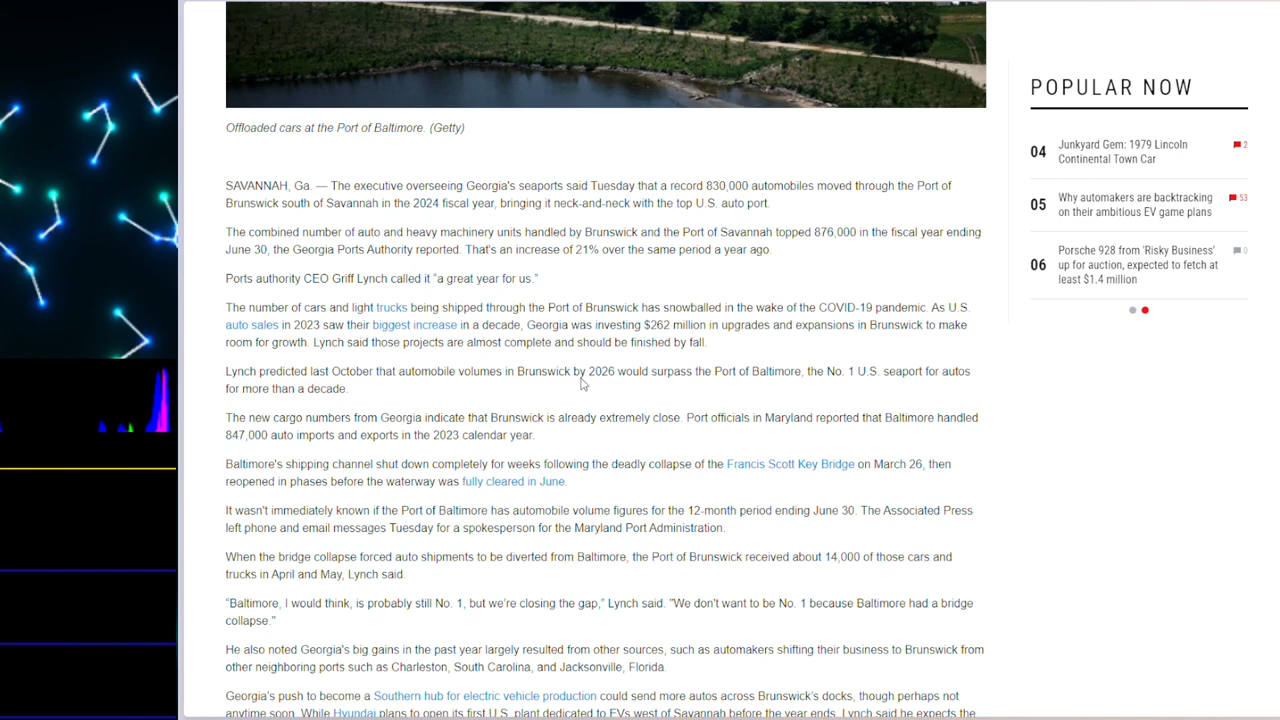 Offloaded cars at the Port of Baltimore. (Getty)
SAVANNAH, Ga. — The executive overseeing Georgia's seaports said Tuesday that a record 830,000 automobiles moved through the Port of
Brunswick south of Savannah in the 2024 fiscal year, bringing it neck-and-neck with the top U.S. auto port.
The combined number of auto and heavy machinery units handled by Brunswick and the Port of Savannah topped 876,000 in the fiscal year ending
June 30, the Georgia Ports Authority reported. That's an increase of 21% over the same period a year ago.
Ports authority CEO Griff Lynch called it "a great year for us."
The number of cars and light trucks being shipped through the Port of Brunswick has snowballed in the wake of the COVID-19 pandemic. As U.S.
auto sales in 2023 saw their biggest increase in a decade, Georgia was investing $262 million in upgrades and expansions in Brunswick to make
room for growth. Lynch said those projects are almost complete and should be finished by fall.
Lynch predicted last October that automobile volumes in Brunswick by 2026 would surpass the Port of Baltimore, the No. 1 U.S. seaport for autos
for more than a decade.
The new cargo numbers from Georgia indicate that Brunswick is already extremely close. Port officials in Maryland reported that Baltimore handled
847,000 auto imports and exports in the 2023 calendar year.
Baltimore's shipping channel shut down completely for weeks following the deadly collapse of the Francis Scott Key Bridge on March 26, then
reopened in phases before the waterway was fully cleared in June.
It wasn't immediately known if the Port of Baltimore has automobile volume figures for the 12-month period ending June 30. The Associated Press
left phone and email messages Tuesday for a spokesperson for the Maryland Port Administration.
When the bridge collapse forced auto shipments to be diverted from Baltimore, the Port of Brunswick received about 14,000 of those cars and
trucks in April and May, Lynch said.
"Baltimore, I would think, is probably still No. 1, but we're closing the gap," Lynch said. "We don't want to be No. 1 because Baltimore had a bridge
collapse."
He also noted Georgia's big gains in the past year largely resulted from other sources, such as automakers shifting their business to Brunswick from
other neighboring ports such as Charleston, South Carolina, and Jacksonville, Florida.
Georgia's push to become a Southern hub for electric vehicle production could send more autos across Brunswick's docks, though perhaps not
anytime soon. While Hyundai plans to open its first U.S. plant dedicated to EVs west of Savannah before the year ends, Lynch said he expects the
POPULAR NOW
04 Junkyard Gem: 1979 Lincoln
Continental Town Car
2
05 Why automakers are backtracking
on their ambitious EV game plans
53
06 Porsche 928 from 'Risky Business'
up for auction, expected to fetch at
least $1.4 million
0